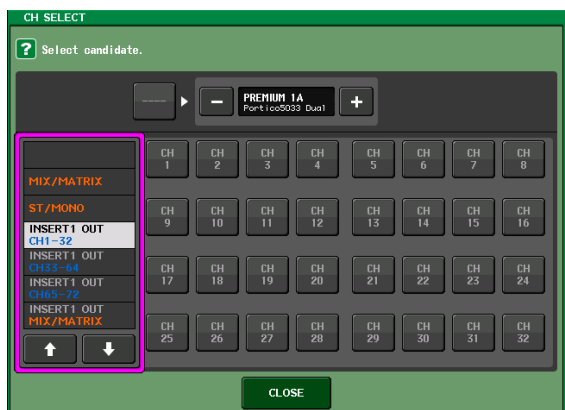 CH SELECT
? Select candidate.
----
− PREMIUM 1A +
Portico5033 Dual
MIX/MATRIX
ST/MONO
INSERT1 OUT
CH1-32
INSERT1 OUT
CH33-64
INSERT1 OUT
CH65-72
INSERT1 OUT
MIX/MATRIX
CH 1
CH 2
CH 3
CH 4
CH 5
CH 6
CH 7
CH 8
CH 9
CH 10
CH 11
CH 12
CH 13
CH 14
CH 15
CH 16
CH 17
CH 18
CH 19
CH 20
CH 21
CH 22
CH 23
CH 24
CH 25
CH 26
CH 27
CH 28
CH 29
CH 30
CH 31
CH 32
CLOSE